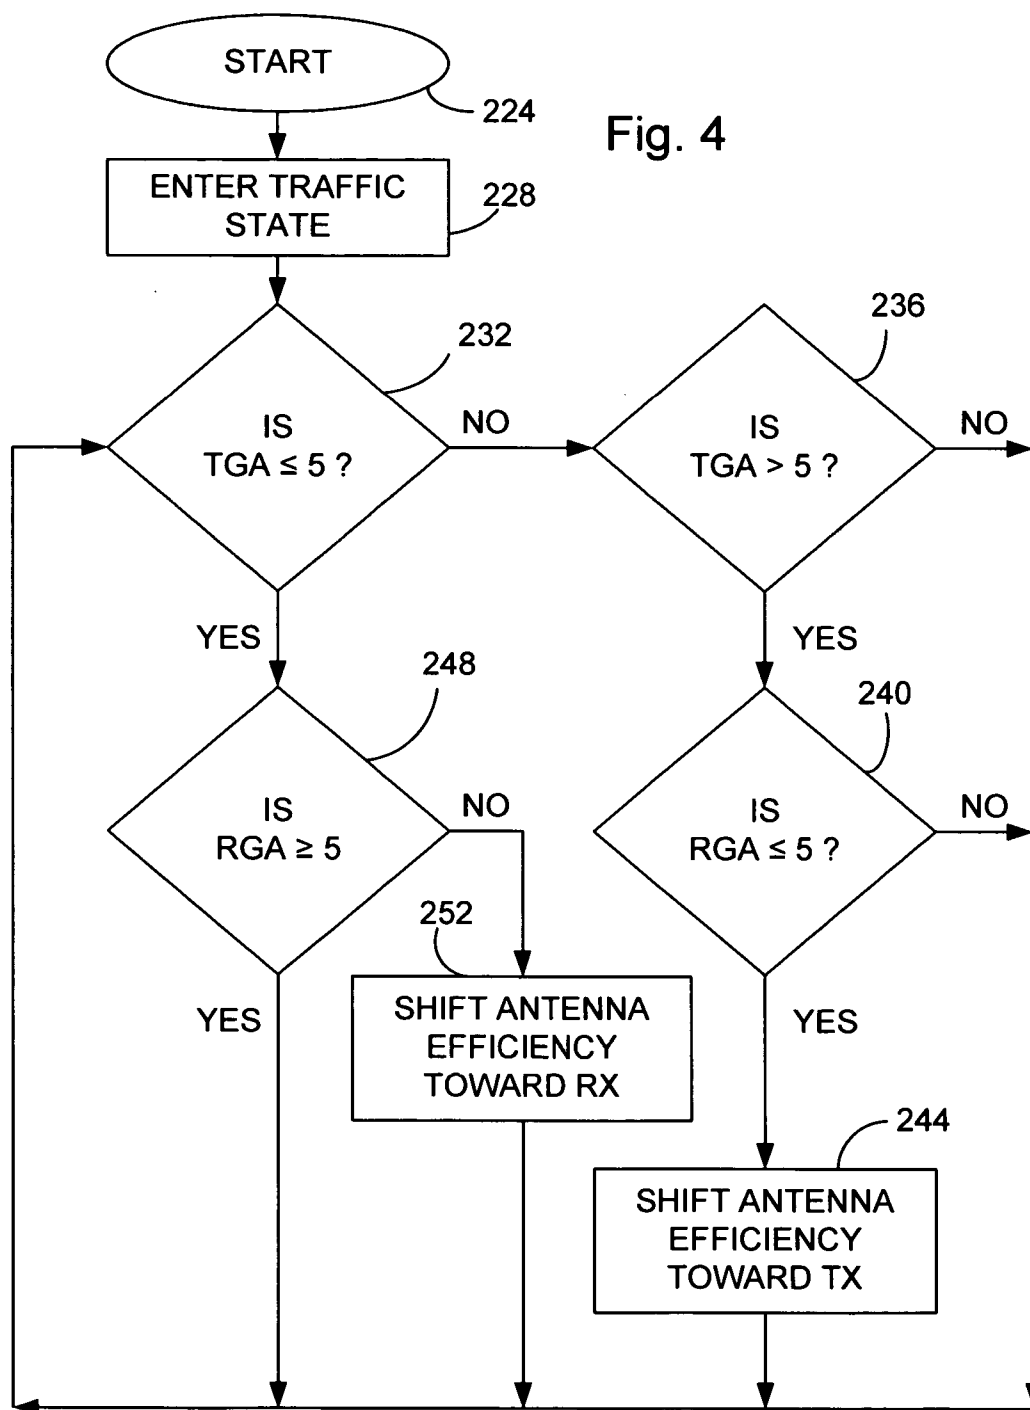 START
224
Fig. 4
ENTER TRAFFIC
STATE
228
232
236
IS
TGA ≤ 5 ?
NO
IS
TGA > 5 ?
NO
YES
YES
248
240
IS
RGA ≥ 5
NO
IS
RGA ≤ 5 ?
NO
252
YES
SHIFT ANTENNA
EFFICIENCY
TOWARD RX
YES
244
SHIFT ANTENNA
EFFICIENCY
TOWARD TX